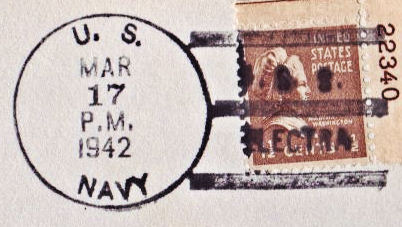 U. S.
MAR
17
P.M.
1942
NAVY
UNITED
STATES
POSTAGE
U. S. S.
ELECTRA
WASHINGTON
22340